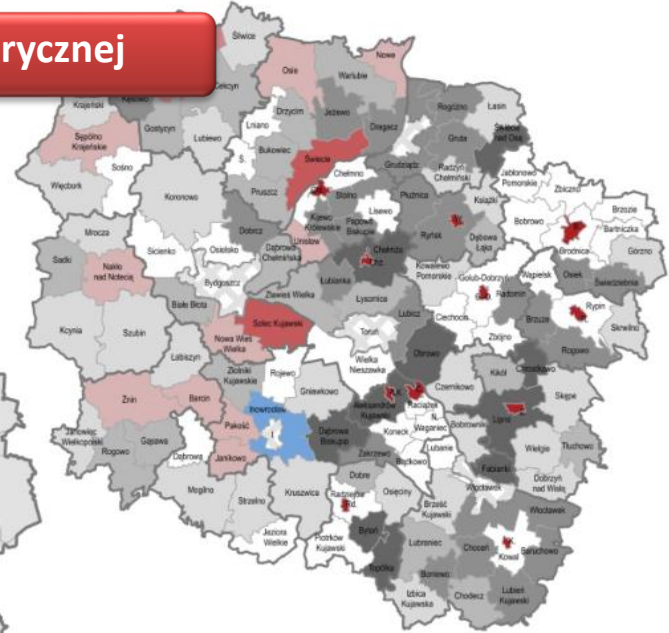 rycznej
Śliwice
Nowe
Osie
Warlubie
Krajeński
Kęsowo
Cekcyn
Rogóźno
Łasin
Drzycim
Jeżewo
Dragacz
Gostycyn
Lniano
Gruta
Świecie nad Osą
Sępólno
Krajeńskie
Lubiewo
Bukowiec
Świecie
Grudziądz
Radzyń
Chełmiński
Sośno
Ś.
Chełmno
Jabłonowo
Pomorskie
Zbiczno
Więcbork
Pruszcz
Stolno
Płużnica
Książki
Koronowo
Kijewo
Królewskie
Papowo
Biskupie
Lisewo
Bobrowo
Brzozie
Bartniczka
Mrocza
Dobrcz
Unisław
Ryńsk
Dębowa
Łąka
Brodnica
Górzno
Sicienko
Osielsko
Dąbrowa
Chełmińska
Chełmża
Sadki
Nakło
nad Notecią
Bydgoszcz
Łubianka
Kowalewo
Pomorskie
Golub-Dobrzyń
Wąpielsk
Osiek
Świedziebnia
Zławieś Wielka
Łysomice
Radomin
Białe Błota
Rypin
Kcynia
Szubin
Solec Kujawski
Toruń
Lubicz
Ciechocin
Brzuze
Skrwilno
Nowa Wieś
Wielka
Zbójno
Łabiszyn
Wielka
Nieszawka
Obrowo
Rogowo
Złotniki
Kujawskie
Rojewo
Kikół
Chrostkowo
Gniewkowo
Czernikowo
Skępe
Żnin
Barcin
Inowrocław
Aleksandrów
Kujawski
Raciążek
Lipno
Janowiec
Wielkopolski
Pakość
I.
Dąbrowa
Biskupia
Koneck
N.
Waganiec
Bobrowniki
Rogowo
Gąsawa
Dąbrowa
Janikowo
Zakrzewo
Lubanie
Wielgie
Tłuchowo
Bądkowo
Fabianki
Dobre
Dobrzyń
nad Wisłą
Mogilno
Strzelno
Kruszwica
Radziejów
Rd.
Osięciny
Włocławek
Brześć
Kujawski
Włocławek
Jeziora
Wielkie
Piotrków
Kujawski
Bytoń
Lubraniec
Choceń
Kowal
Baruchowo
Topólka
Boniewo
Izbica
Kujawska
Chodecz
Lubień
Kujawski